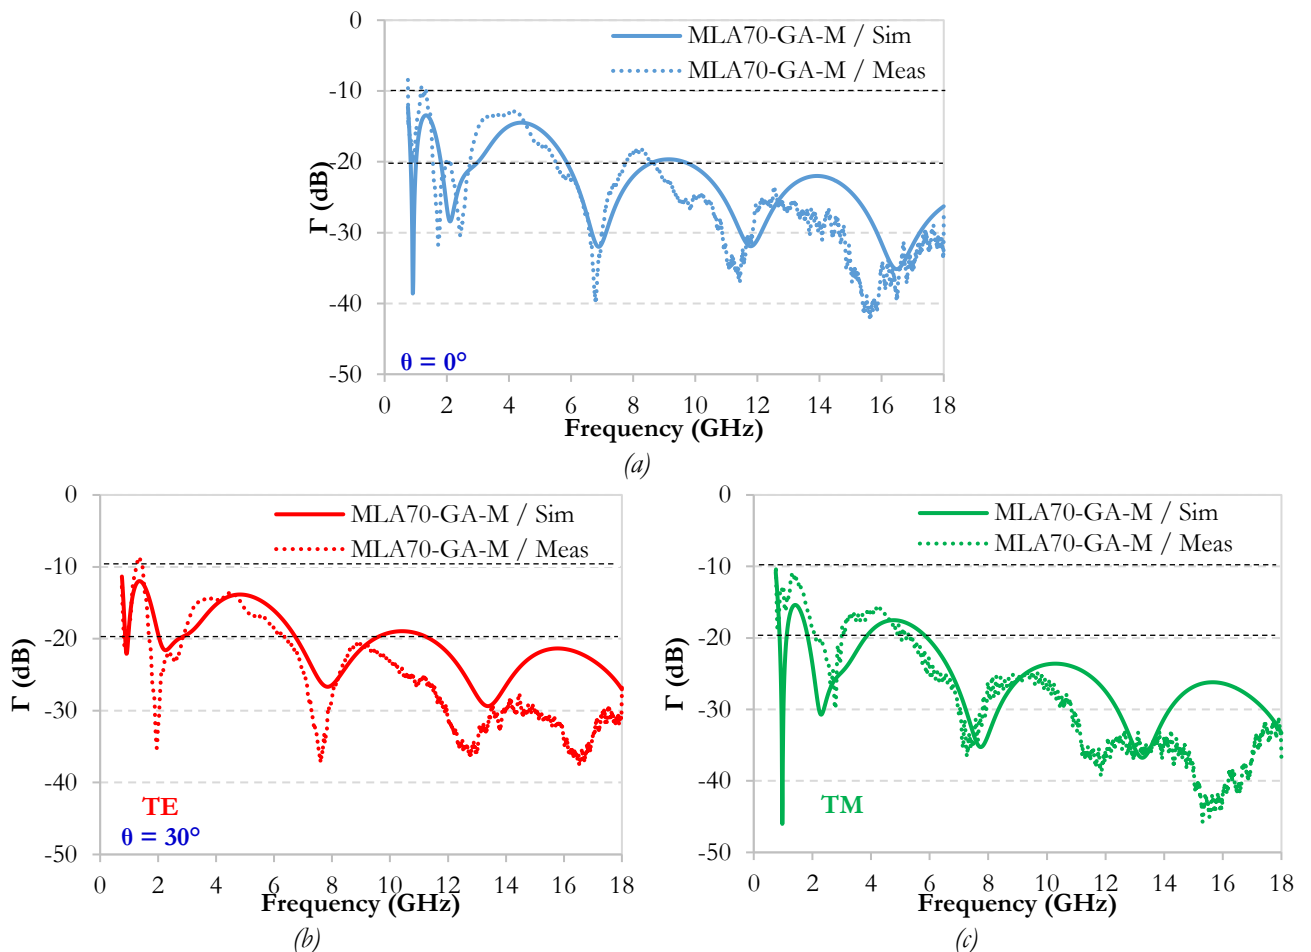 0
-10
-20
-30
-40
-50
Γ (dB)
MLA70-GA-M / Sim
MLA70-GA-M / Meas
θ = 0°
0 2 4 6 8 10 12 14 16 18
Frequency (GHz)
(a)
0
-10
-20
-30
-40
-50
Γ (dB)
MLA70-GA-M / Sim
MLA70-GA-M / Meas
TE
θ = 30°
0 2 4 6 8 10 12 14 16 18
Frequency (GHz)
(b)
0
-10
-20
-30
-40
-50
Γ (dB)
MLA70-GA-M / Sim
MLA70-GA-M / Meas
TM
0 2 4 6 8 10 12 14 16 18
Frequency (GHz)
(c)